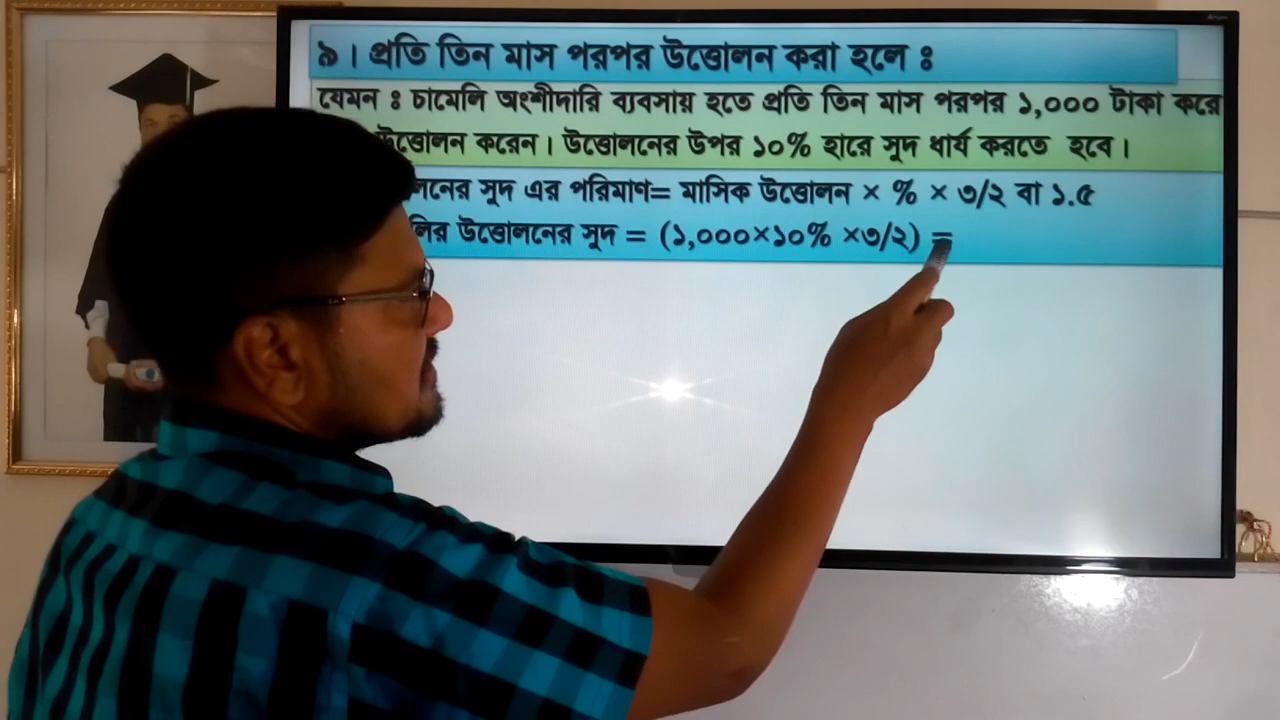 ৯। প্রতি তিন মাস পরপর উত্তোলন করা হলে ঃ
যেমন ঃ চামেলি অংশীদারি ব্যবসায় হতে প্রতি তিন মাস পরপর ১,০০০ টাকা করে
উত্তোলন করেন। উত্তোলনের উপর ১০% হারে সুদ ধার্য করতে হবে।
লনের সুদ এর পরিমাণ= মাসিক উত্তোলন × % × ৩/২ বা ১.৫
লির উত্তোলনের সুদ = (১,০০০×১০% ×৩/২) =